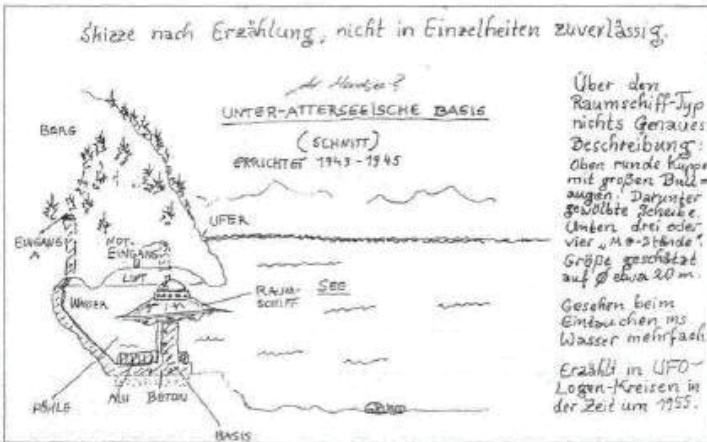 Skizze nach Erzählung, nicht in Einzelheiten zuverlässig.
UNTER-ATTERSEEISCHE BASIS
(SCHNITT)
ERRICHTET 1943-1945
BERG
UFER
EINGANG
A
NOT-
EINGANG
LUFT
WASSER
RAUM-
SCHIFF
SEE
HÖHLE
BETON
BASIS
Über den
Raumschiff-Typ
nichts Genaues
Beschreibung:
Oben runde Kuppel
mit großen Bull-
augen. Darunter
gewölbte Scheibe.
Unten drei oder
vier „MG-Stände".
Größe geschätzt
auf Ø etwa 20 m.
Gesehen beim
Eintauchen ins
Wasser mehrfach
Erzählt in UFO-
Logen-Kreisen in
der Zeit um 1955.